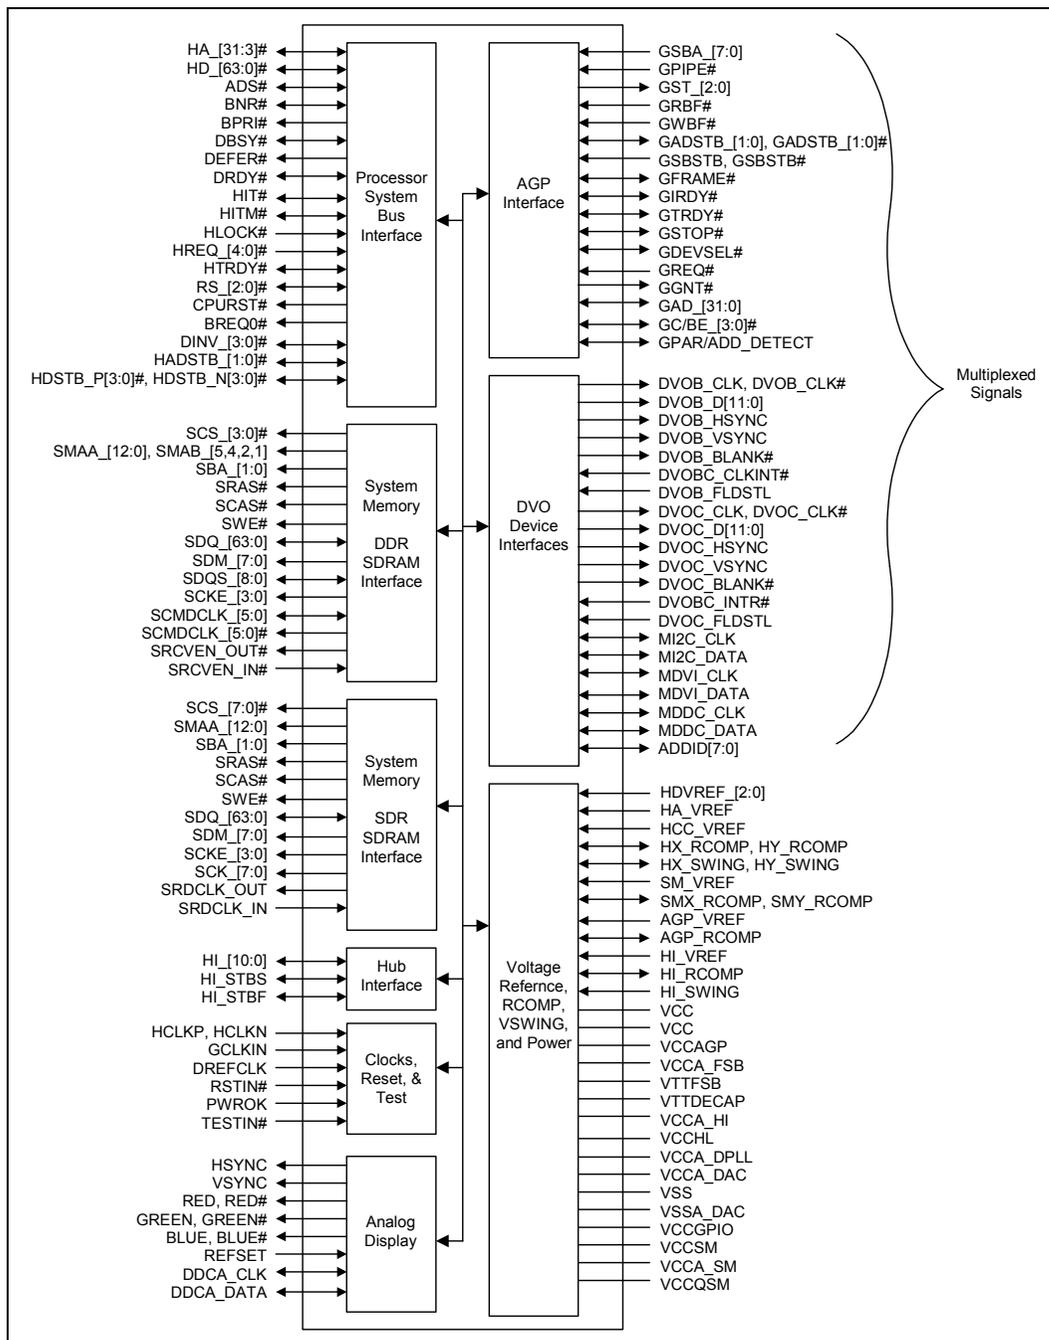 HA_[31:3]#
HD_[63:0]#
ADS#
BNR#
BPRI#
DBSY#
DEFER#
DRDY#
HIT#
HITM#
HLOCK#
HREQ_[4:0]#
HTRDY#
RS_[2:0]#
CPURST#
BREQ0#
DINV_[3:0]#
HADSTB_[1:0]#
HDSTB_P[3:0]#, HDSTB_N[3:0]#
Processor
System
Bus
Interface
SCS_[3:0]#
SMAA_[12:0], SMAB_[5,4,2,1]
SBA_[1:0]
SRAS#
SCAS#
SWE#
SDQ_[63:0]
SDM_[7:0]
SDQS_[8:0]
SCKE_[3:0]
SCMDCLK_[5:0]
SCMDCLK_[5:0]#
SRCVEN_OUT#
SRCVEN_IN#
System
Memory
DDR
SDRAM
Interface
SCS_[7:0]#
SMAA_[12:0]
SBA_[1:0]
SRAS#
SCAS#
SWE#
SDQ_[63:0]
SDM_[7:0]
SCKE_[3:0]
SCK_[7:0]
SRDCLK_OUT
SRDCLK_IN
System
Memory
SDR
SDRAM
Interface
HI_[10:0]
HI_STBS
HI_STBF
Hub
Interface
HCLKP, HCLKN
GCLKIN
DREFCLK
RSTIN#
PWROK
TESTIN#
Clocks,
Reset, &
Test
HSYNC
VSYNC
RED, RED#
GREEN, GREEN#
BLUE, BLUE#
REFSET
DDCA_CLK
DDCA_DATA
Analog
Display
AGP
Interface
GSBA_[7:0]
GPIPE#
GST_[2:0]
GRBF#
GWBF#
GADSTB_[1:0], GADSTB_[1:0]#
GSBSTB, GSBSTB#
GFRAME#
GIRDY#
GTRDY#
GSTOP#
GDEVSEL#
GREQ#
GGNT#
GAD_[31:0]
GC/BE_[3:0]#
GPAR/ADD_DETECT
DVO
Device
Interfaces
DVOB_CLK, DVOB_CLK#
DVOB_D[11:0]
DVOB_HSYNC
DVOB_VSYNC
DVOB_BLANK#
DVOBC_CLKINT#
DVOB_FLDSTL
DVOC_CLK, DVOC_CLK#
DVOC_D[11:0]
DVOC_HSYNC
DVOC_VSYNC
DVOC_BLANK#
DVOBC_INTR#
DVOC_FLDSTL
MI2C_CLK
MI2C_DATA
MDVI_CLK
MDVI_DATA
MDDC_CLK
MDDC_DATA
ADDID[7:0]
Multiplexed
Signals
Voltage
Refernce,
RCOMP,
VSWING,
and Power
HDVREF_[2:0]
HA_VREF
HCC_VREF
HX_RCOMP, HY_RCOMP
HX_SWING, HY_SWING
SM_VREF
SMX_RCOMP, SMY_RCOMP
AGP_VREF
AGP_RCOMP
HI_VREF
HI_RCOMP
HI_SWING
VCC
VCC
VCCAGP
VCCA_FSB
VTTFSB
VTTDECAP
VCCA_HI
VCCHL
VCCA_DPLL
VCCA_DAC
VSS
VSSA_DAC
VCCGPIO
VCCSM
VCCA_SM
VCCQSM